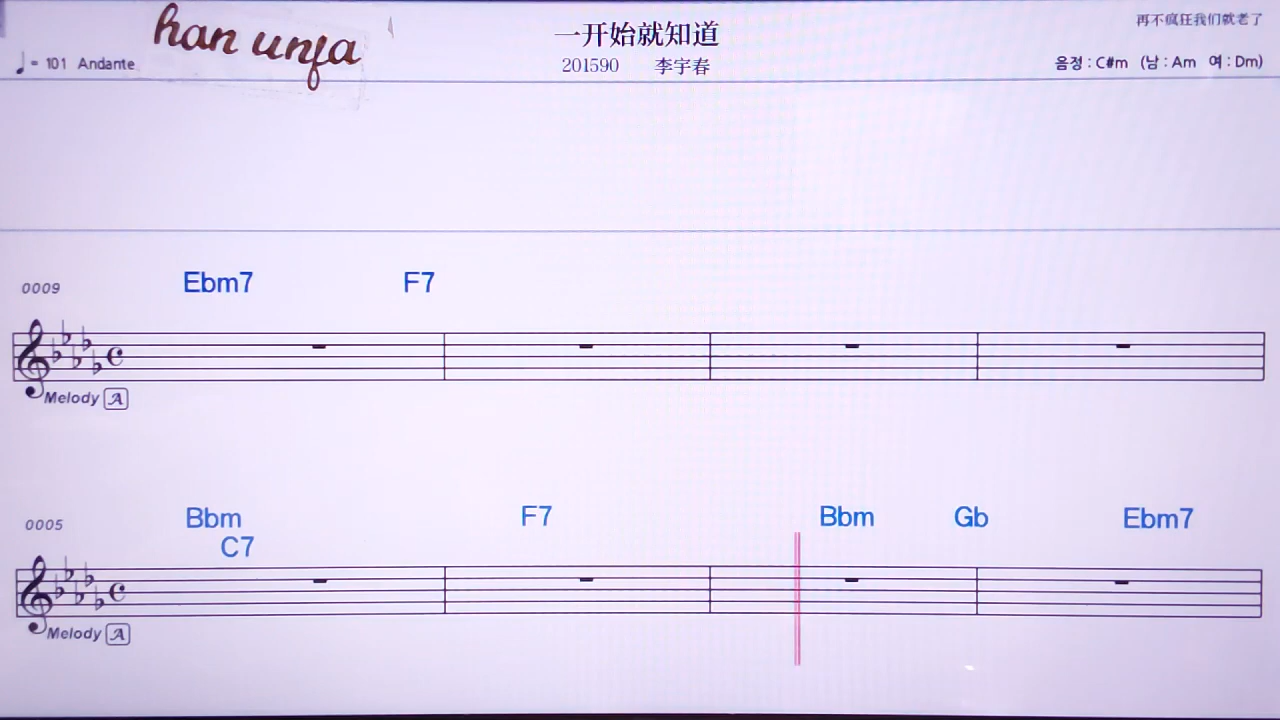 han unfa
一开始就知道
再不疯狂我们就老了
♩= 101 Andante
201590 李宇春
음정 : C#m (남 : Am 여 : Dm)
0009 Ebm7 F7
Melody A
0005 Bbm F7 Bbm Gb Ebm7
C7
Melody A